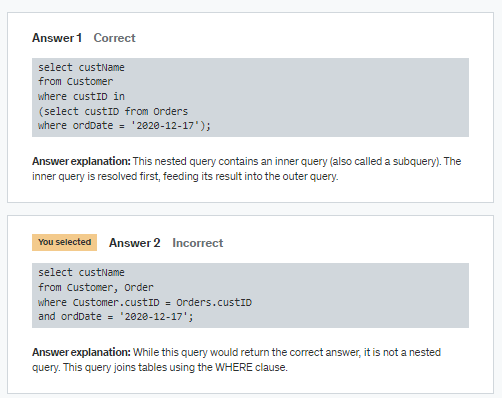 Answer 1 Correct
select custName
from Customer
where custID in
(select custID from Orders
where ordDate = '2020-12-17');
Answer explanation: This nested query contains an inner query (also called a subquery). The
inner query is resolved first, feeding its result into the outer query.
You selected Answer 2 Incorrect
select custName
from Customer, Order
where Customer.custID = Orders.custID
and ordDate = '2020-12-17';
Answer explanation: While this query would return the correct answer, it is not a nested
query. This query joins tables using the WHERE clause.